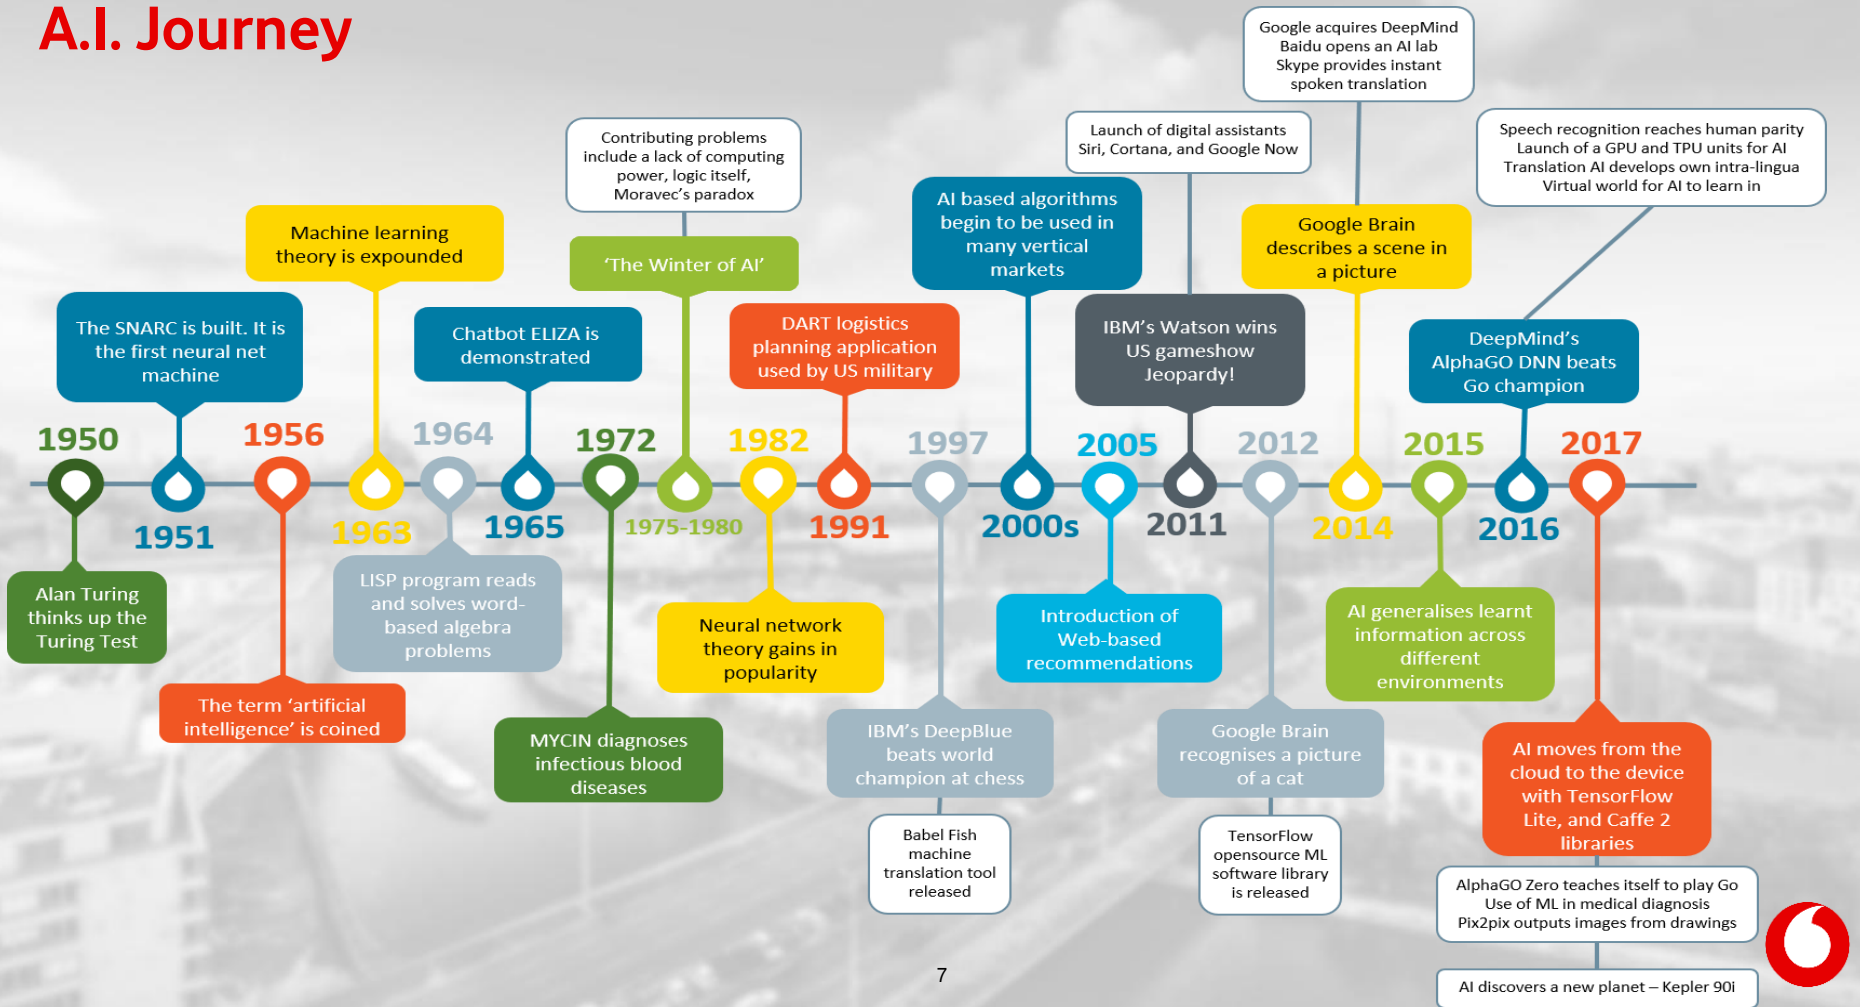 A.I. Journey
Google acquires DeepMind
Baidu opens an AI lab
Skype provides instant
spoken translation
Contributing problems
include a lack of computing
power, logic itself,
Moravec's paradox
Launch of digital assistants
Siri, Cortana, and Google Now
Speech recognition reaches human parity
Launch of a GPU and TPU units for AI
Translation AI develops own intra-lingua
Virtual world for AI to learn in
Machine learning
theory is expounded
'The Winter of AI'
AI based algorithms
begin to be used in
many vertical
markets
Google Brain
describes a scene in
a picture
The SNARC is built. It is
the first neural net
machine
Chatbot ELIZA is
demonstrated
DART logistics
planning application
used by US military
IBM's Watson wins
US gameshow
Jeopardy!
DeepMind's
AlphaGO DNN beats
Go champion
1950
1951
1956
1963
1964
1965
1972
1975-1980
1982
1991
1997
2000s
2005
2011
2012
2014
2015
2016
2017
Alan Turing
thinks up the
Turing Test
The term 'artificial
intelligence' is coined
LISP program reads
and solves word-
based algebra
problems
MYCIN diagnoses
infectious blood
diseases
Neural network
theory gains in
popularity
IBM's DeepBlue
beats world
champion at chess
Babel Fish
machine
translation tool
released
Introduction of
Web-based
recommendations
Google Brain
recognises a picture
of a cat
TensorFlow
opensource ML
software library
is released
AI generalises learnt
information across
different
environments
AI moves from the
cloud to the device
with TensorFlow
Lite, and Caffe 2
libraries
AlphaGO Zero teaches itself to play Go
Use of ML in medical diagnosis
Pix2pix outputs images from drawings
AI discovers a new planet – Kepler 90i
7